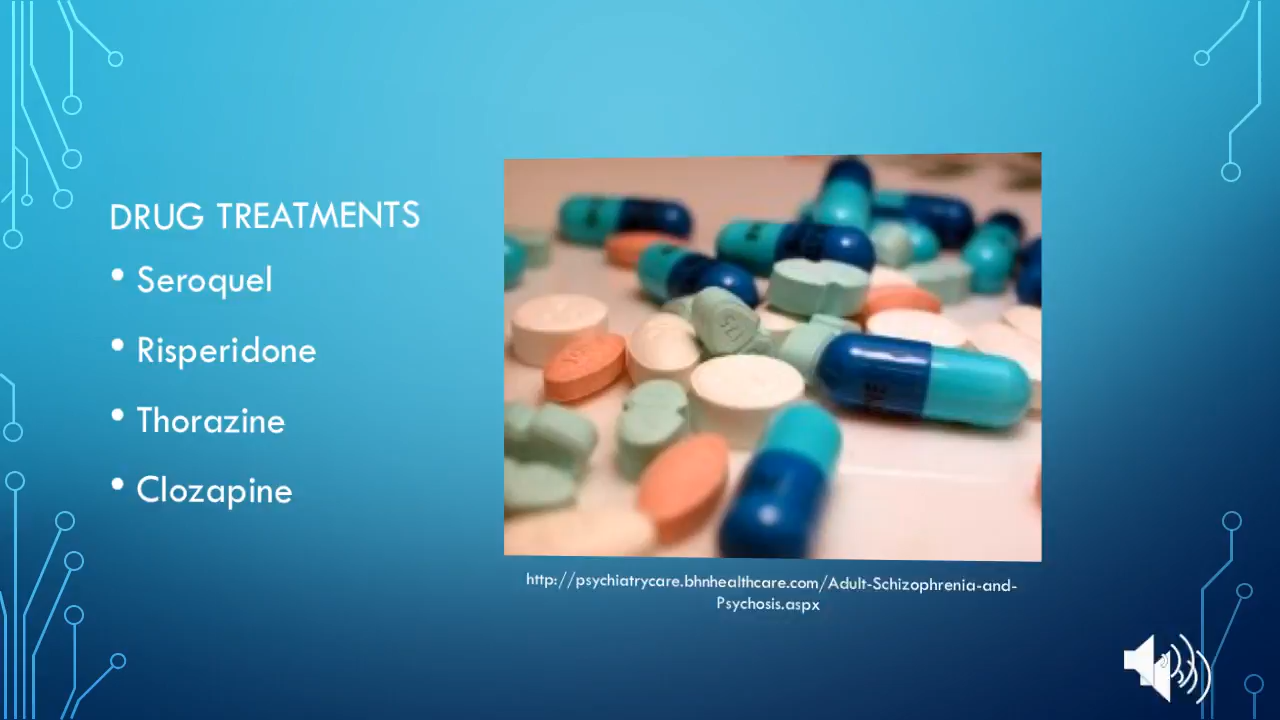 DRUG TREATMENTS
• Seroquel
• Risperidone
• Thorazine
• Clozapine
http://psychiatrycare.bhnhealthcare.com/Adult-Schizophrenia-and-
Psychosis.aspx